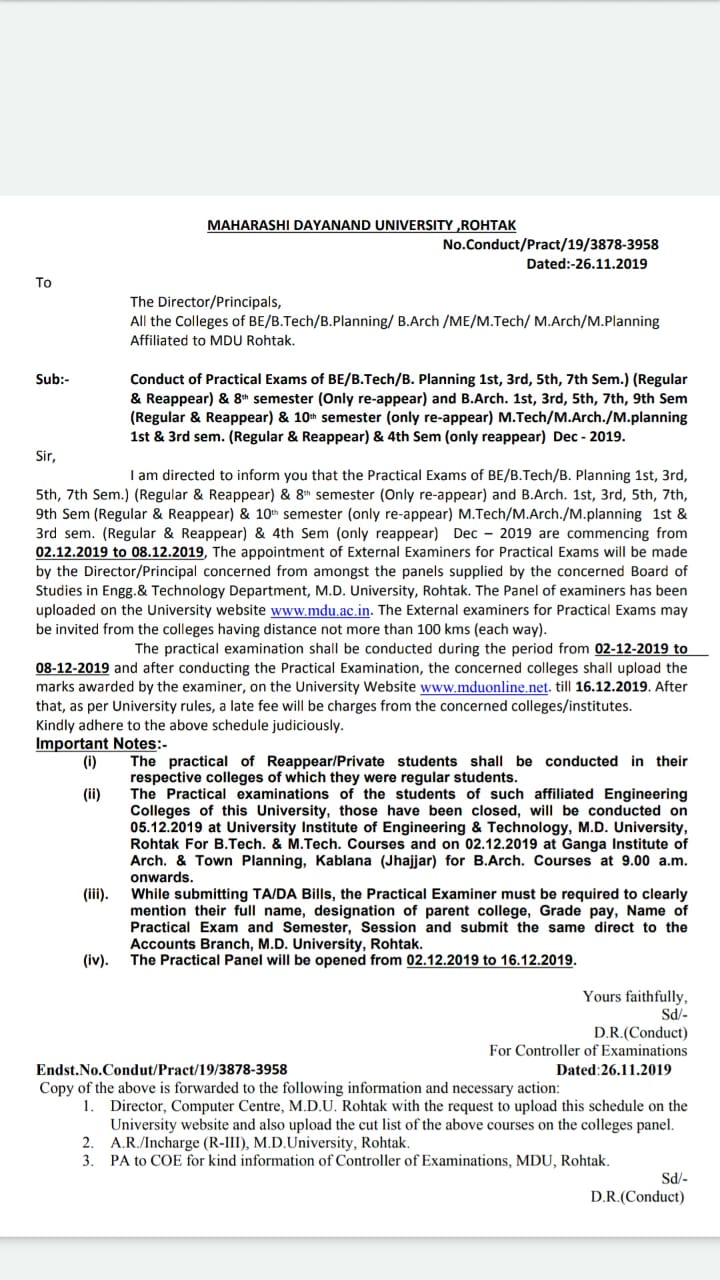 MAHARASHI DAYANAND UNIVERSITY ,ROHTAK
No.Conduct/Pract/19/3878-3958
Dated:-26.11.2019
To
The Director/Principals,
All the Colleges of BE/B.Tech/B.Planning/ B.Arch /ME/M.Tech/ M.Arch/M.Planning
Affiliated to MDU Rohtak.
Sub:- Conduct of Practical Exams of BE/B.Tech/B. Planning 1st, 3rd, 5th, 7th Sem.) (Regular
& Reappear) & 8th semester (Only re-appear) and B.Arch. 1st, 3rd, 5th, 7th, 9th Sem
(Regular & Reappear) & 10th semester (only re-appear) M.Tech/M.Arch./M.planning
1st & 3rd sem. (Regular & Reappear) & 4th Sem (only reappear) Dec - 2019.
Sir,
I am directed to inform you that the Practical Exams of BE/B.Tech/B. Planning 1st, 3rd,
5th, 7th Sem.) (Regular & Reappear) & 8th semester (Only re-appear) and B.Arch. 1st, 3rd, 5th, 7th,
9th Sem (Regular & Reappear) & 10th semester (only re-appear) M.Tech/M.Arch./M.planning 1st &
3rd sem. (Regular & Reappear) & 4th Sem (only reappear) Dec – 2019 are commencing from
02.12.2019 to 08.12.2019, The appointment of External Examiners for Practical Exams will be made
by the Director/Principal concerned from amongst the panels supplied by the concerned Board of
Studies in Engg.& Technology Department, M.D. University, Rohtak. The Panel of examiners has been
uploaded on the University website www.mdu.ac.in. The External examiners for Practical Exams may
be invited from the colleges having distance not more than 100 kms (each way).
The practical examination shall be conducted during the period from 02-12-2019 to
08-12-2019 and after conducting the Practical Examination, the concerned colleges shall upload the
marks awarded by the examiner, on the University Website www.mduonline.net. till 16.12.2019. After
that, as per University rules, a late fee will be charges from the concerned colleges/institutes.
Kindly adhere to the above schedule judiciously.
Important Notes:-
(i) The practical of Reappear/Private students shall be conducted in their
respective colleges of which they were regular students.
(ii) The Practical examinations of the students of such affiliated Engineering
Colleges of this University, those have been closed, will be conducted on
05.12.2019 at University Institute of Engineering & Technology, M.D. University,
Rohtak For B.Tech. & M.Tech. Courses and on 02.12.2019 at Ganga Institute of
Arch. & Town Planning, Kablana (Jhajjar) for B.Arch. Courses at 9.00 a.m.
onwards.
(iii). While submitting TA/DA Bills, the Practical Examiner must be required to clearly
mention their full name, designation of parent college, Grade pay, Name of
Practical Exam and Semester, Session and submit the same direct to the
Accounts Branch, M.D. University, Rohtak.
(iv). The Practical Panel will be opened from 02.12.2019 to 16.12.2019.
Yours faithfully,
Sd/-
D.R.(Conduct)
For Controller of Examinations
Endst.No.Condut/Pract/19/3878-3958 Dated:26.11.2019
Copy of the above is forwarded to the following information and necessary action:
1. Director, Computer Centre, M.D.U. Rohtak with the request to upload this schedule on the
University website and also upload the cut list of the above courses on the colleges panel.
2. A.R./Incharge (R-III), M.D.University, Rohtak.
3. PA to COE for kind information of Controller of Examinations, MDU, Rohtak.
Sd/-
D.R.(Conduct)